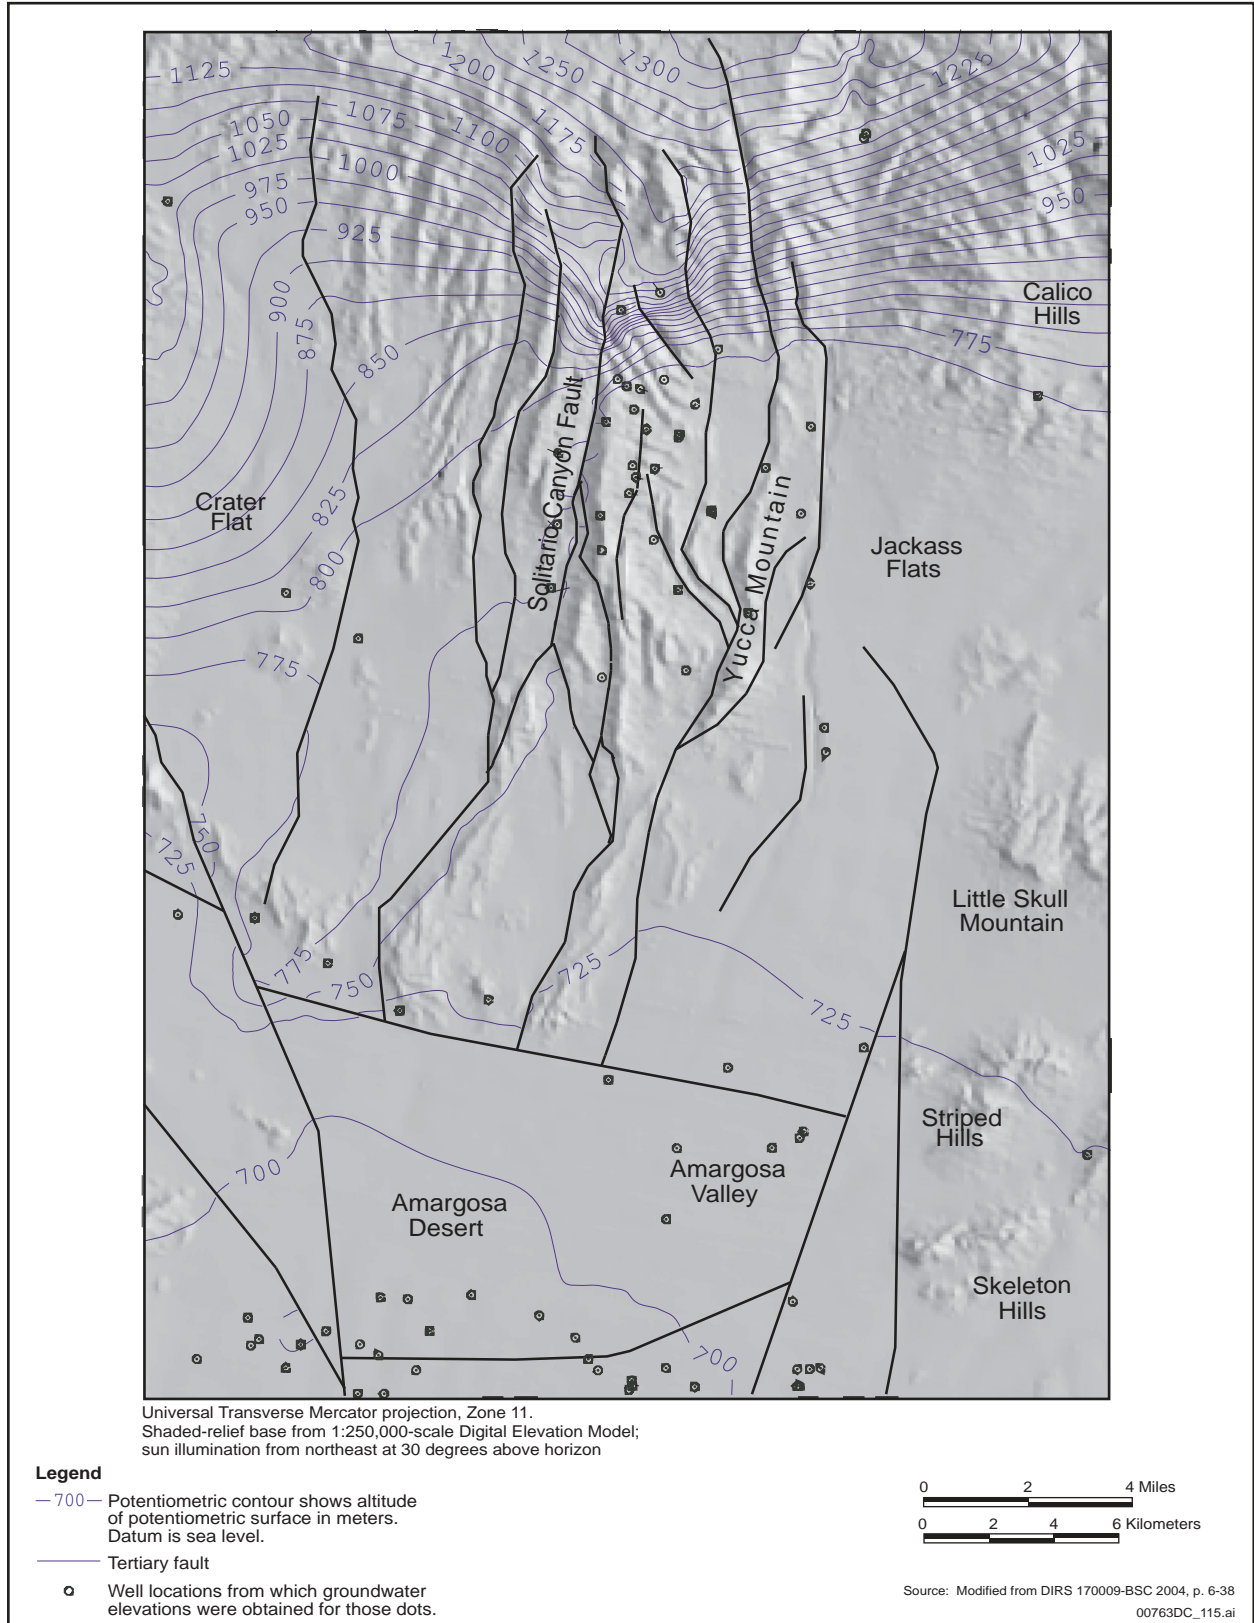 1125
1200
1250
1300
1225
1050
1075
1100
1175
1025
1000
1025
975
950
950
925
900
875
850
Calico
Hills
775
Solitario Canyon Fault
Crater
Flat
825
800
Yucca Mountain
Jackass
Flats
775
750
725
Little Skull
Mountain
775
750
725
725
Striped
Hills
700
Amargosa
Valley
Amargosa
Desert
Skeleton
Hills
700
Universal Transverse Mercator projection, Zone 11.
Shaded-relief base from 1:250,000-scale Digital Elevation Model;
sun illumination from northeast at 30 degrees above horizon
Legend
700 Potentiometric contour shows altitude
of potentiometric surface in meters.
Datum is sea level.
Tertiary fault
Well locations from which groundwater
elevations were obtained for those dots.
0 2 4 Miles
0 2 4 6 Kilometers
Source: Modified from DIRS 170009-BSC 2004, p. 6-38
00763DC_115.ai